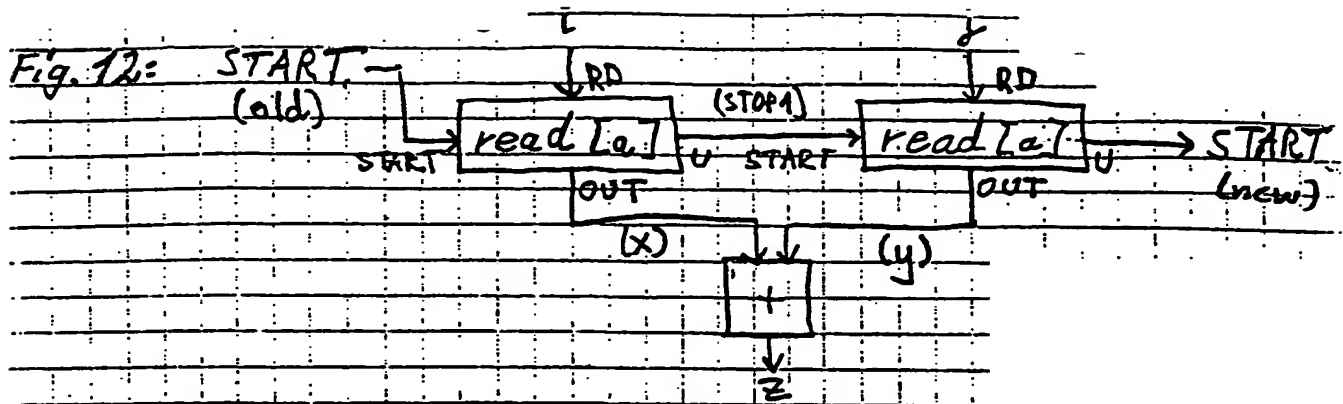 i j
Fig. 12: START RD RD
(old) (STOP1)
read [a] read [a] START
START U START U (new)
OUT OUT
(x) (y)
+
z